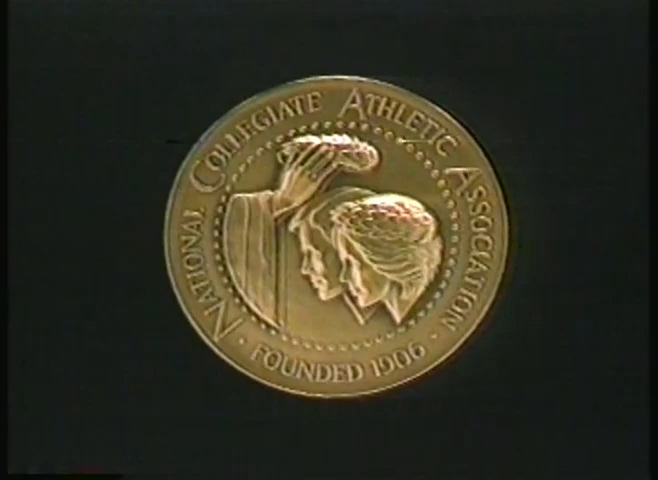 NATIONAL COLLEGIATE ATHLETIC ASSOCIATION
· FOUNDED 1906 ·